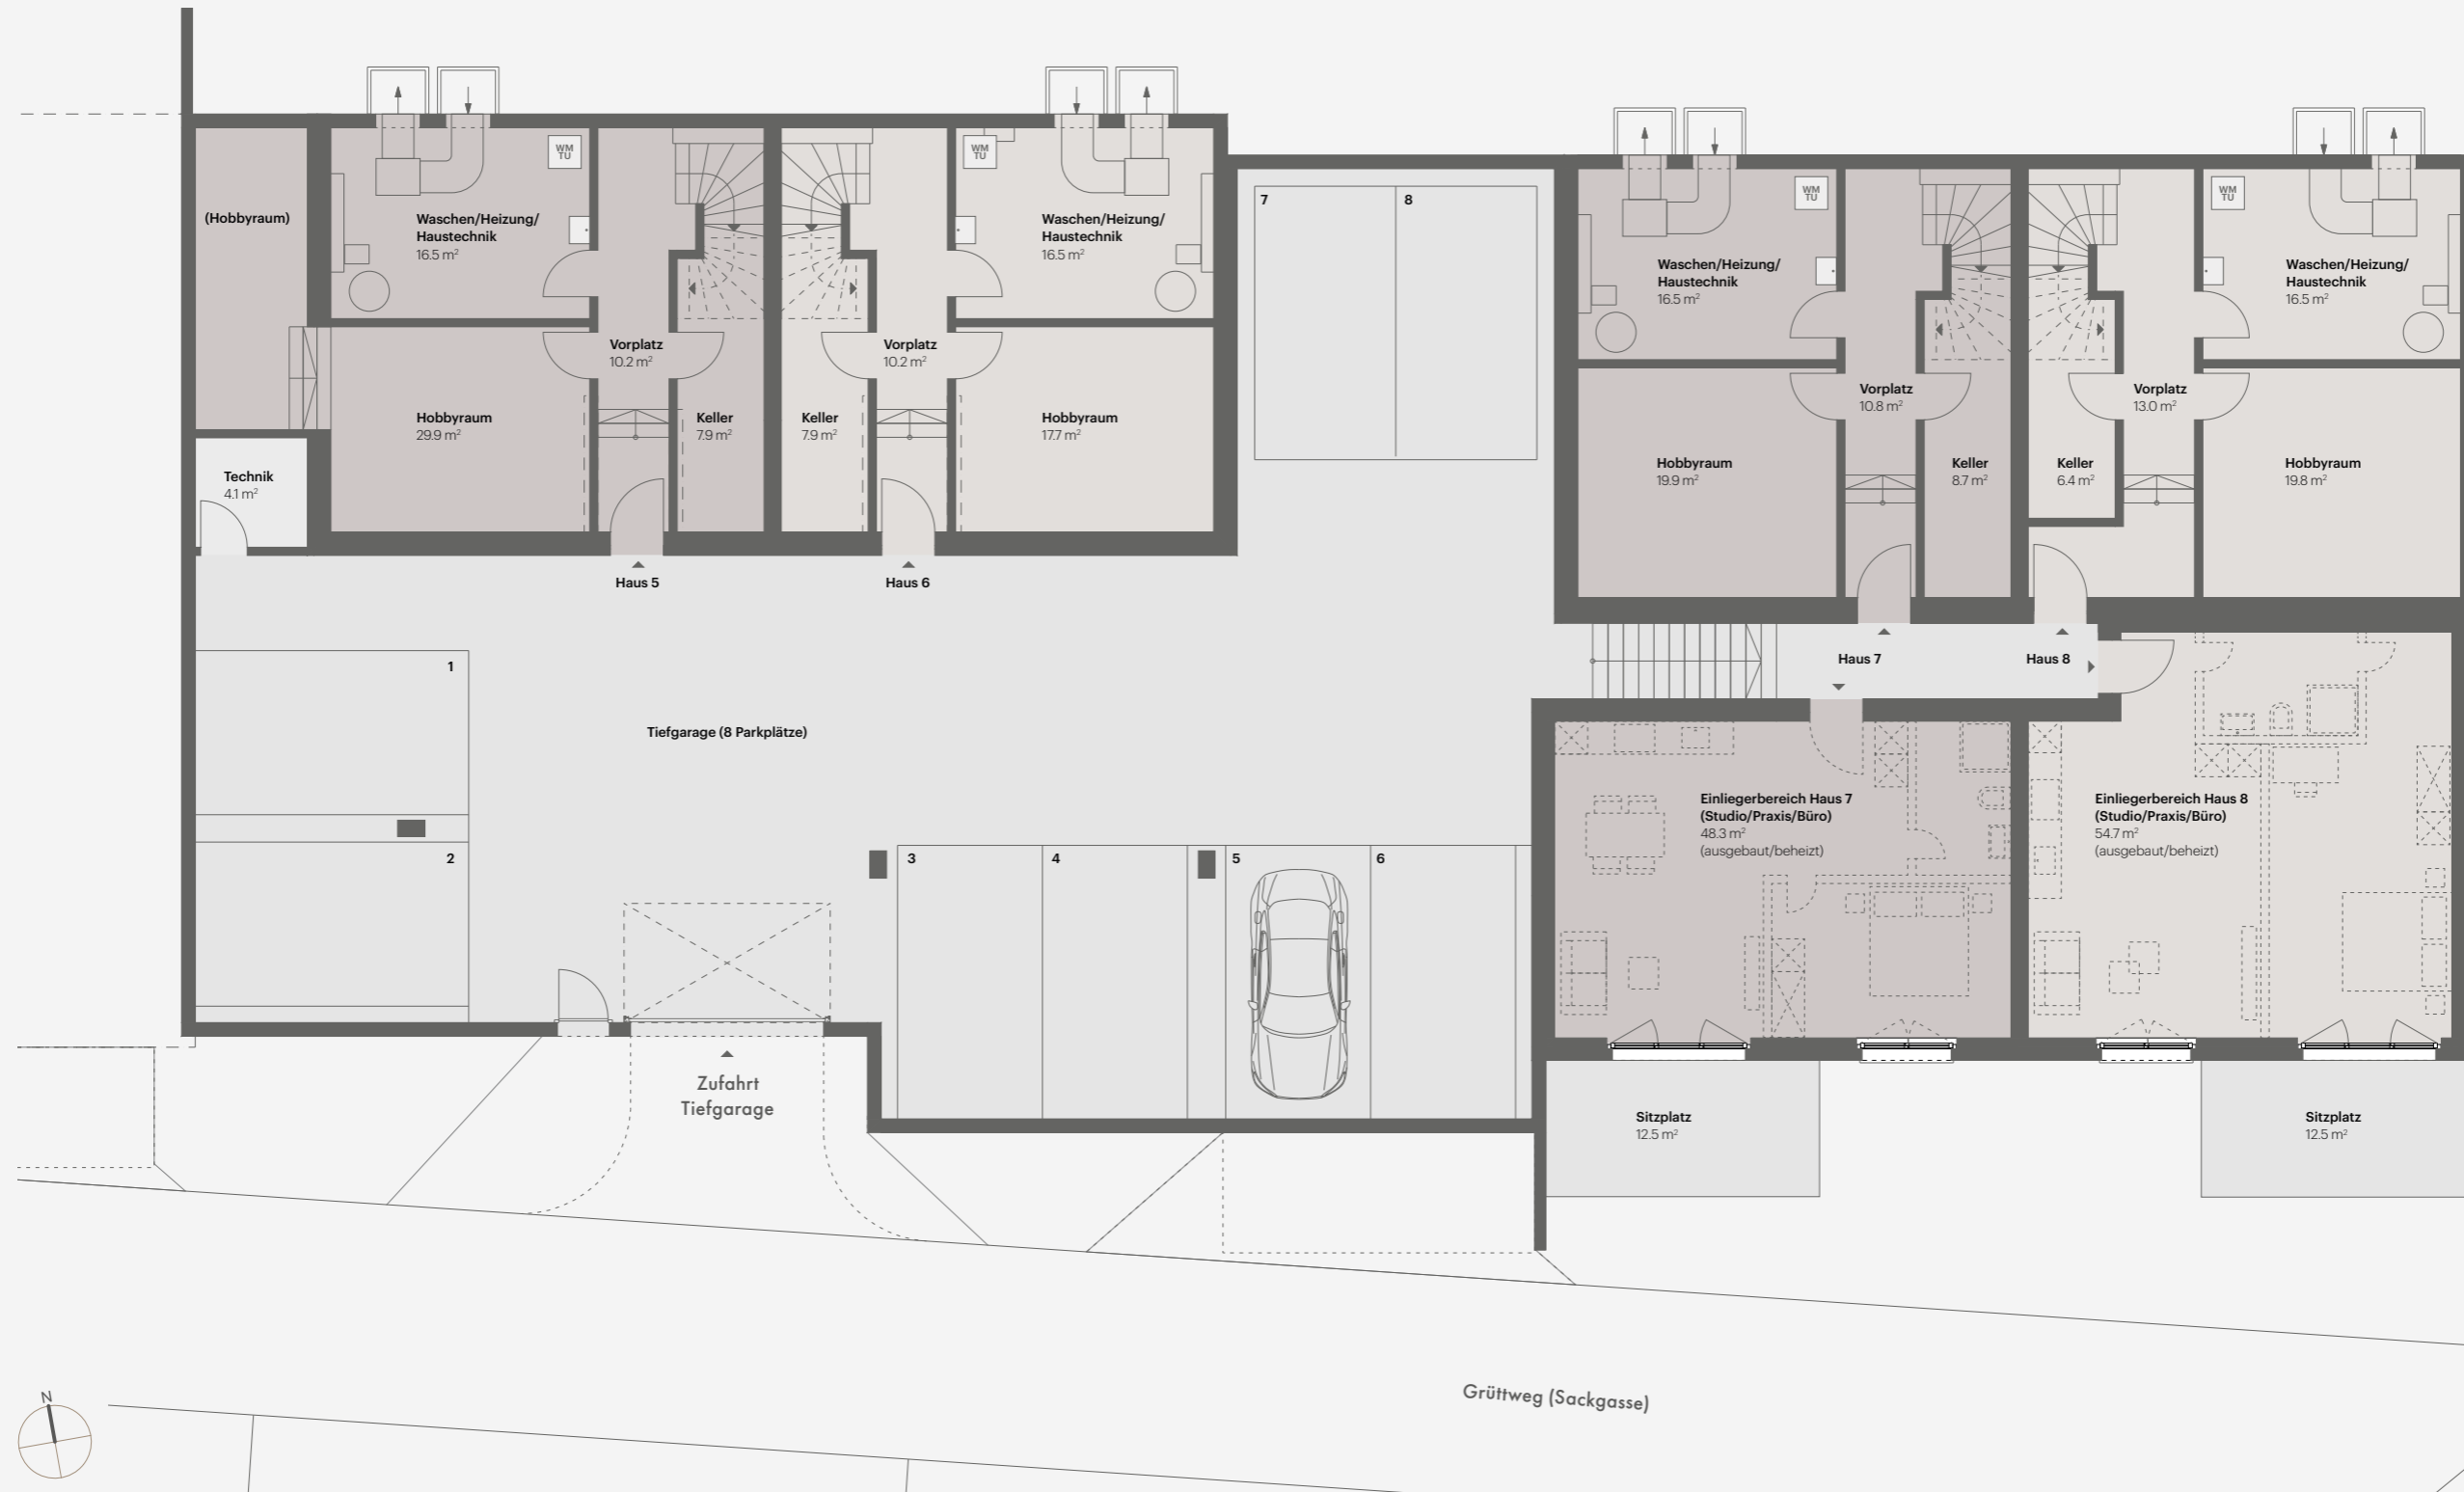 (Hobbyraum)
Waschen/Heizung/
Haustechnik
16.5 m²
WM
TU
Vorplatz
10.2 m²
Hobbyraum
29.9 m²
Keller
7.9 m²
Technik
4.1 m²
Haus 5
WM
TU
Waschen/Heizung/
Haustechnik
16.5 m²
Vorplatz
10.2 m²
Keller
7.9 m²
Hobbyraum
17.7 m²
Haus 6
7
8
Waschen/Heizung/
Haustechnik
16.5 m²
WM
TU
Vorplatz
10.8 m²
Hobbyraum
19.9 m²
Keller
8.7 m²
Haus 7
WM
TU
Waschen/Heizung/
Haustechnik
16.5 m²
Vorplatz
13.0 m²
Keller
6.4 m²
Hobbyraum
19.8 m²
Haus 8
1
2
Tiefgarage (8 Parkplätze)
3
4
5
6
Einliegerbereich Haus 7
(Studio/Praxis/Büro)
48.3 m²
(ausgebaut/beheizt)
Einliegerbereich Haus 8
(Studio/Praxis/Büro)
54.7 m²
(ausgebaut/beheizt)
Zufahrt
Tiefgarage
Sitzplatz
12.5 m²
Sitzplatz
12.5 m²
Grüttweg (Sackgasse)
N